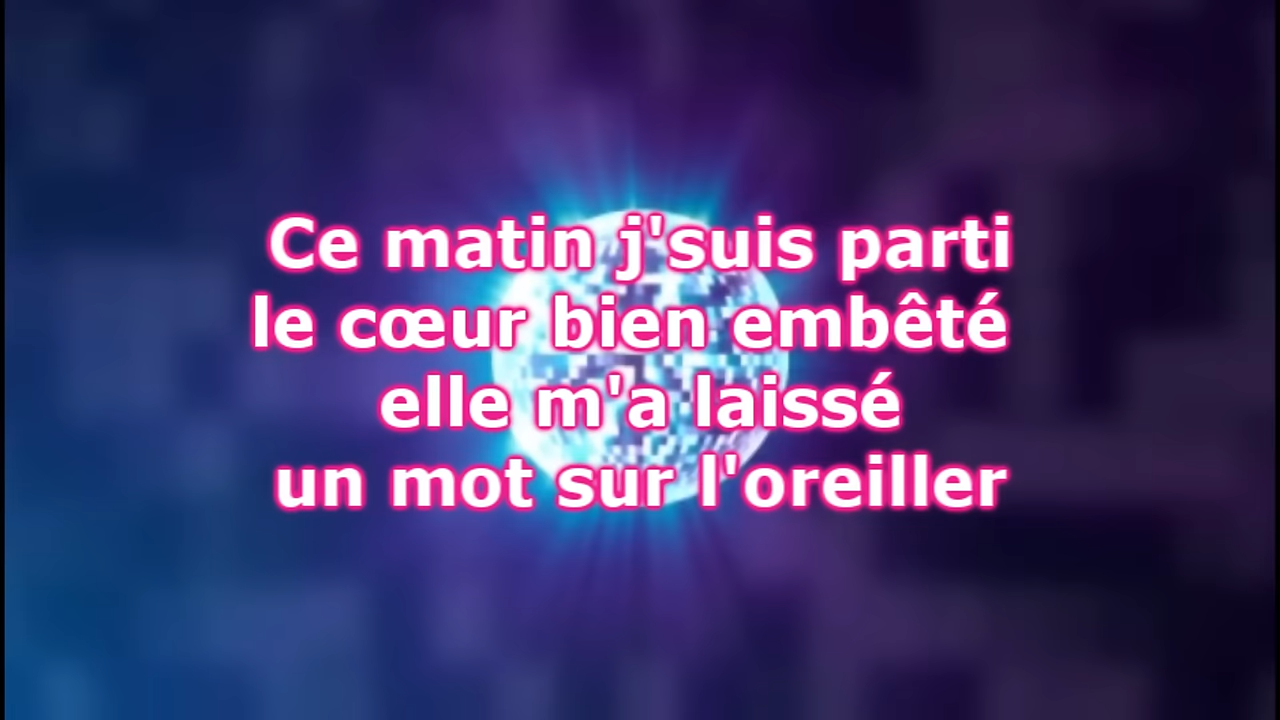 Ce matin j'suis parti
le cœur bien embêté
elle m'a laissé
un mot sur l'oreiller